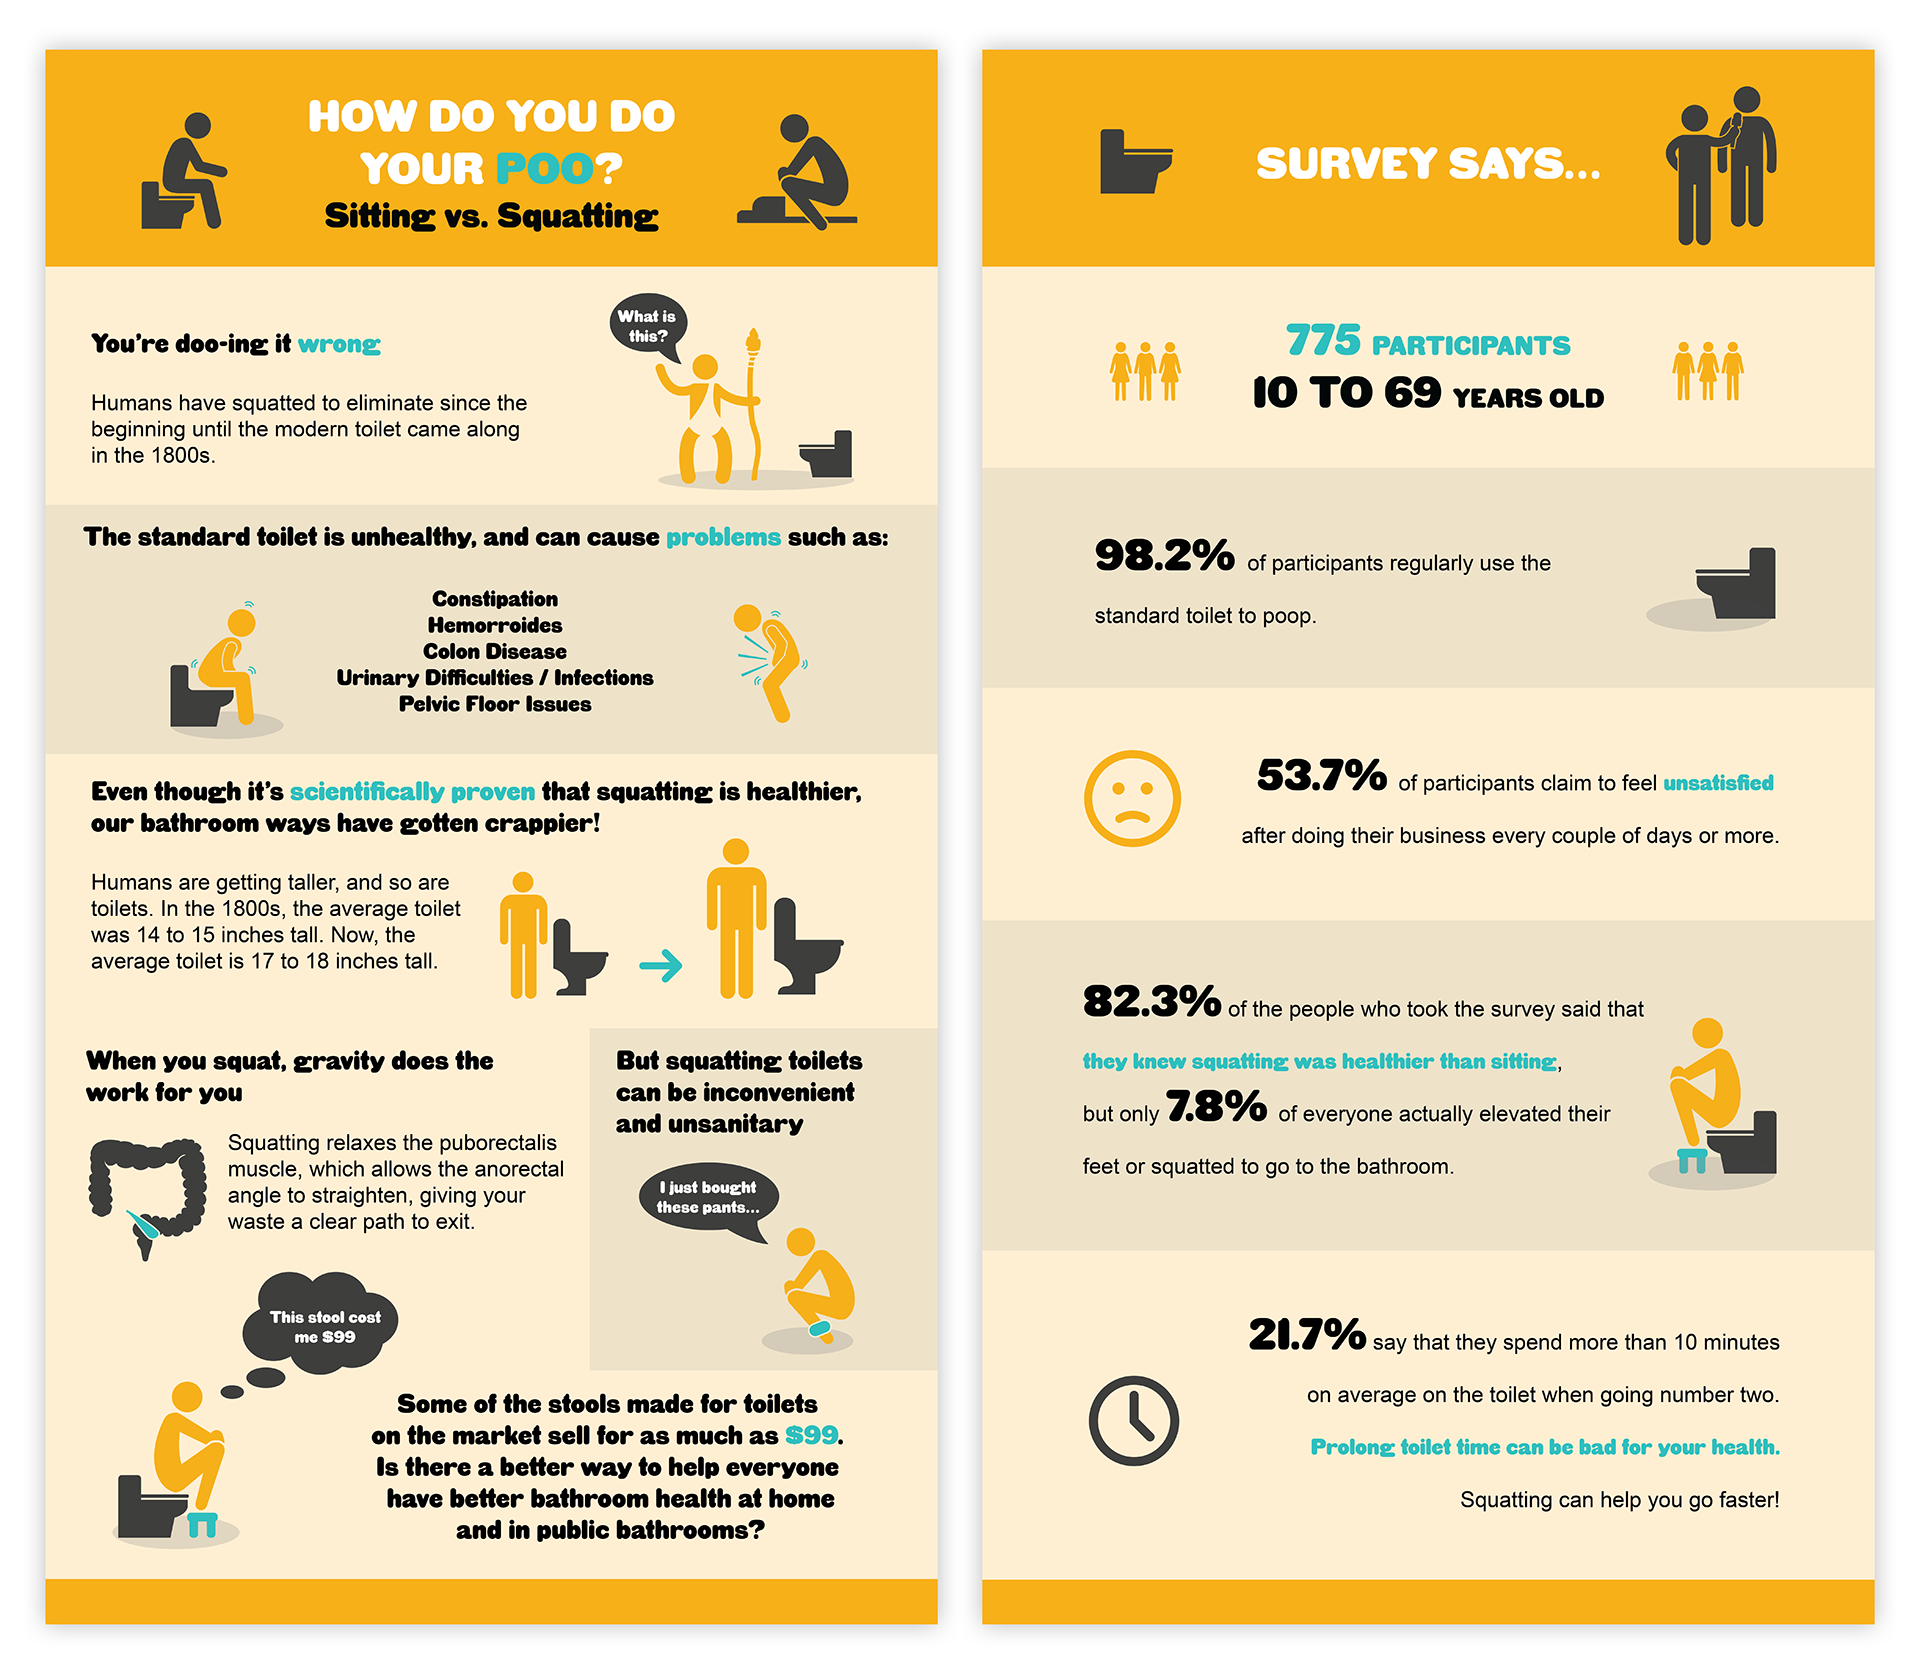 HOW DO YOU DO
YOUR POO?
Sitting vs. Squatting
You're doo-ing it wrong
Humans have squatted to eliminate since the
beginning until the modern toilet came along
in the 1800s.
What is
this?
The standard toilet is unhealthy, and can cause problems such as:
Constipation
Hemorroides
Colon Disease
Urinary Difficulties / Infections
Pelvic Floor Issues
Even though it's scientifically proven that squatting is healthier,
our bathroom ways have gotten crappier!
Humans are getting taller, and so are
toilets. In the 1800s, the average toilet
was 14 to 15 inches tall. Now, the
average toilet is 17 to 18 inches tall.
When you squat, gravity does the
work for you
Squatting relaxes the puborectalis
muscle, which allows the anorectal
angle to straighten, giving your
waste a clear path to exit.
But squatting toilets
can be inconvenient
and unsanitary
I just bought
these pants...
This stool cost
me $99
Some of the stools made for toilets
on the market sell for as much as $99.
Is there a better way to help everyone
have better bathroom health at home
and in public bathrooms?
SURVEY SAYS...
775 PARTICIPANTS
10 TO 69 YEARS OLD
98.2% of participants regularly use the
standard toilet to poop.
53.7% of participants claim to feel unsatisfied
after doing their business every couple of days or more.
82.3% of the people who took the survey said that
they knew squatting was healthier than sitting,
but only 7.8% of everyone actually elevated their
feet or squatted to go to the bathroom.
21.7% say that they spend more than 10 minutes
on average on the toilet when going number two.
Prolong toilet time can be bad for your health.
Squatting can help you go faster!